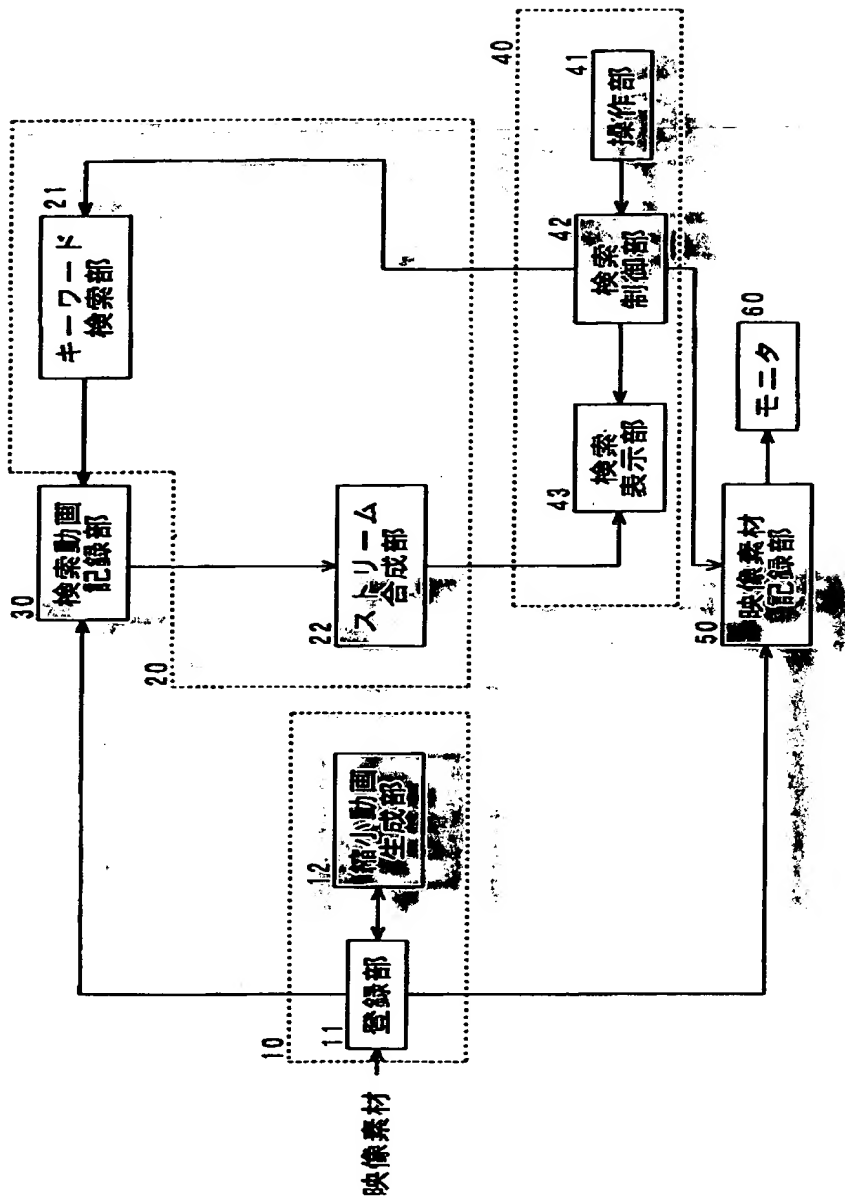 映像素材
10
11
登録部
12
縮小動画
生成部
20
30
検索動画
記録部
21
キーワード
検索部
22
ストリーム
合成部
40
43
検索
表示部
42
検索
制御部
41
操作部
50
映像素材
記録部
60
モニタ